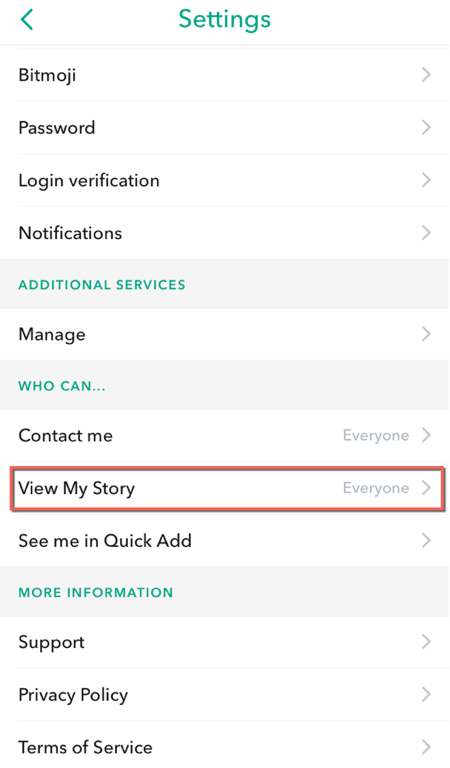 Settings
Bitmoji
Password
Login verification
Notifications
ADDITIONAL SERVICES
Manage
WHO CAN...
Contact me Everyone
View My Story Everyone
See me in Quick Add
MORE INFORMATION
Support
Privacy Policy
Terms of Service